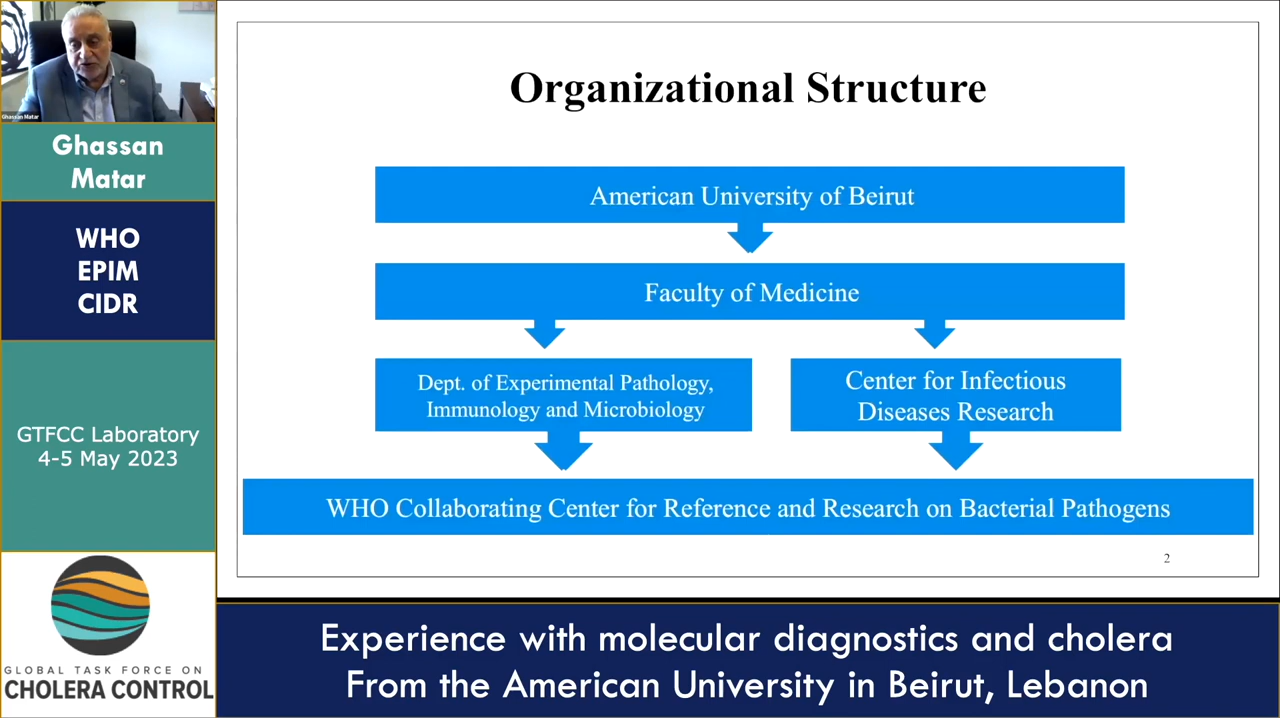 Ghassan Matar
Ghassan
Matar
WHO
EPIM
CIDR
GTFCC Laboratory
4-5 May 2023
GLOBAL TASK FORCE ON
CHOLERA CONTROL
Organizational Structure
American University of Beirut
Faculty of Medicine
Dept. of Experimental Pathology,
Immunology and Microbiology
Center for Infectious
Diseases Research
WHO Collaborating Center for Reference and Research on Bacterial Pathogens
2
Experience with molecular diagnostics and cholera
From the American University in Beirut, Lebanon